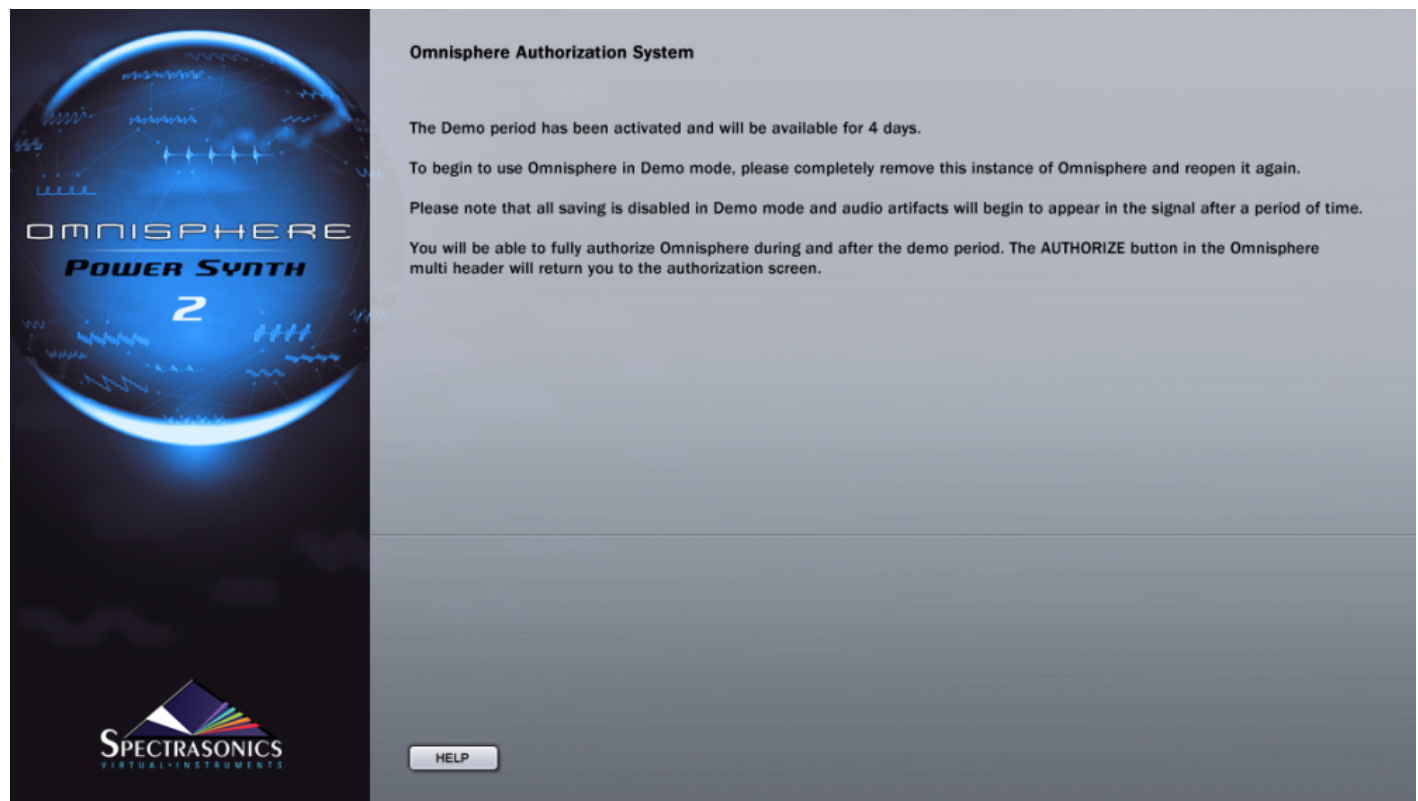 Omnisphere Authorization System
The Demo period has been activated and will be available for 4 days.
To begin to use Omnisphere in Demo mode, please completely remove this instance of Omnisphere and reopen it again.
Please note that all saving is disabled in Demo mode and audio artifacts will begin to appear in the signal after a period of time.
You will be able to fully authorize Omnisphere during and after the demo period. The AUTHORIZE button in the Omnisphere
multi header will return you to the authorization screen.
OMNISPHERE
POWER SYNTH
2
SPECTRASONICS
VIRTUAL•INSTRUMENTS
HELP